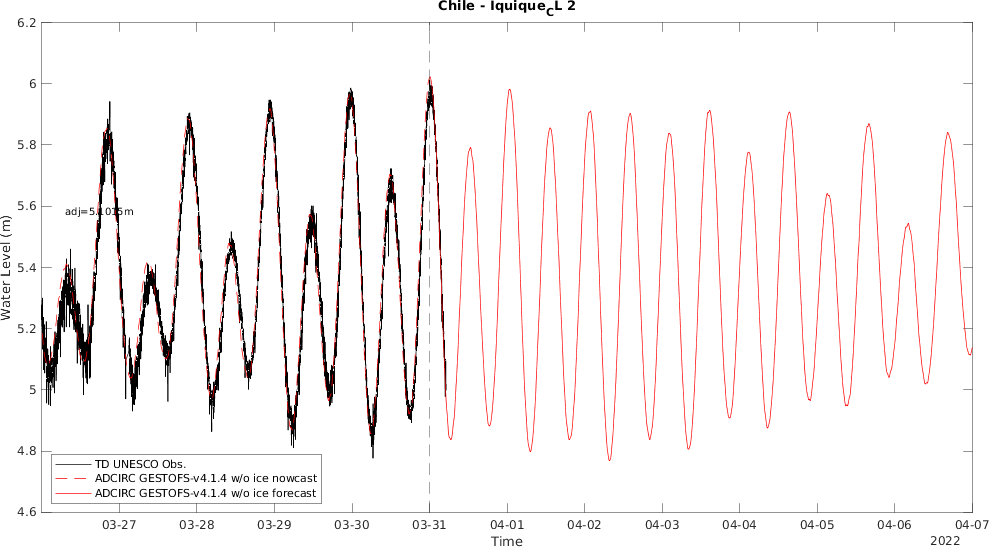 Chile - Iquique_CL 2
6.2
6
5.8
5.6
5.4
5.2
5
4.8
4.6
Water Level (m)
adj=5.1015m
TD UNESCO Obs.
ADCIRC GESTOFS-v4.1.4 w/o ice nowcast
ADCIRC GESTOFS-v4.1.4 w/o ice forecast
03-27 03-28 03-29 03-30 03-31 04-01 04-02 04-03 04-04 04-05 04-06 04-07
Time
2022